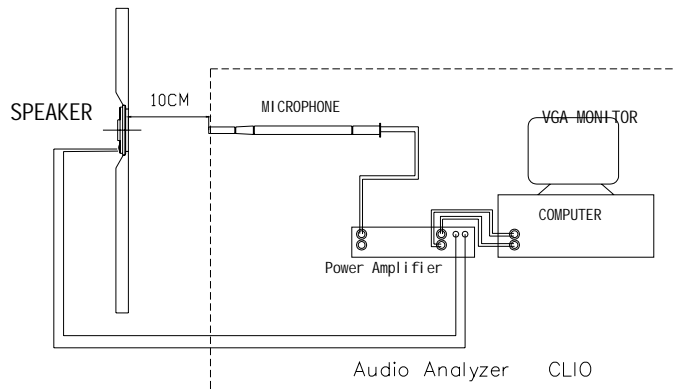 10CM
SPEAKER
MICROPHONE
VGA MONITOR
COMPUTER
Power Amplifier
Audio Analyzer CLIO